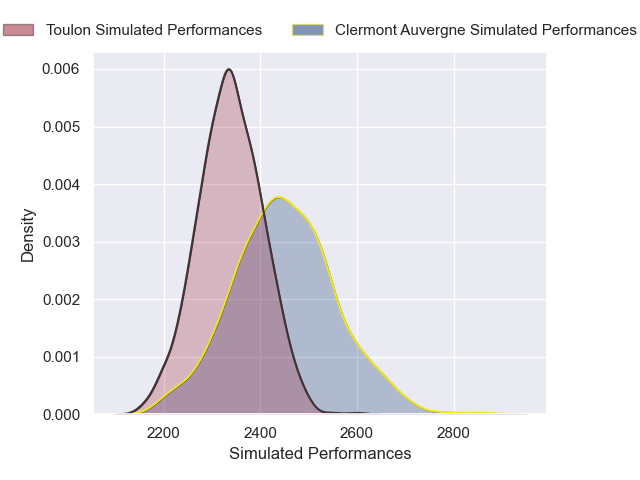 Toulon Simulated Performances Clermont Auvergne Simulated Performances
0.006
0.005
0.004
0.003
0.002
0.001
0.000
Density
2200 2400 2600 2800
Simulated Performances